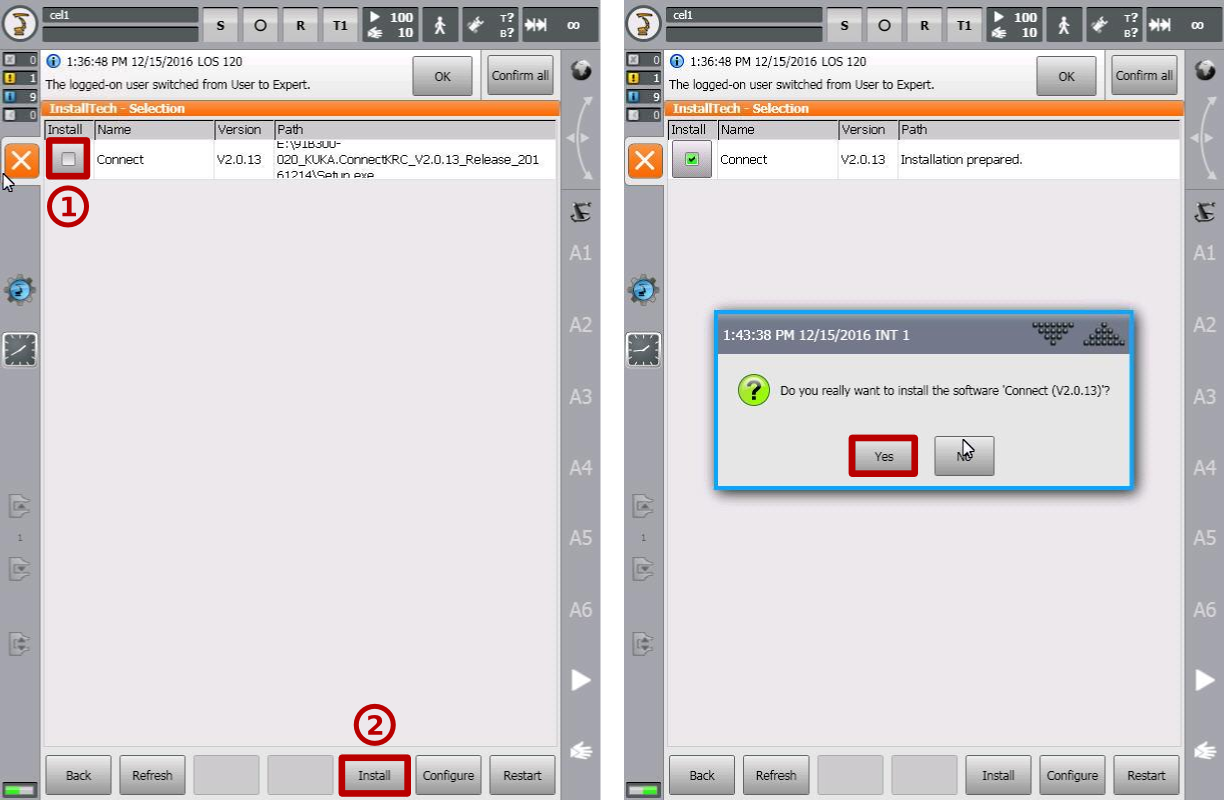 cel1
S O R T1
100
10
T?
B?
∞
0
1
9
0
1:36:48 PM 12/15/2016 LOS 120
The logged-on user switched from User to Expert.
OK
Confirm all
InstallTech - Selection
Install Name Version Path
Connect V2.0.13
E:\91B300-
020_KUKA.ConnectKRC_V2.0.13_Release_201
61214\Setup.exe
1
A1
A2
A3
A4
1
A5
A6
2
Back Refresh Install Configure Restart
cel1
S O R T1
100
10
T?
B?
∞
0
1
9
0
1:36:48 PM 12/15/2016 LOS 120
The logged-on user switched from User to Expert.
OK
Confirm all
InstallTech - Selection
Install Name Version Path
Connect V2.0.13 Installation prepared.
A1
A2
1:43:38 PM 12/15/2016 INT 1
Do you really want to install the software 'Connect (V2.0.13)'?
Yes No
A3
A4
1
A5
A6
Back Refresh Install Configure Restart